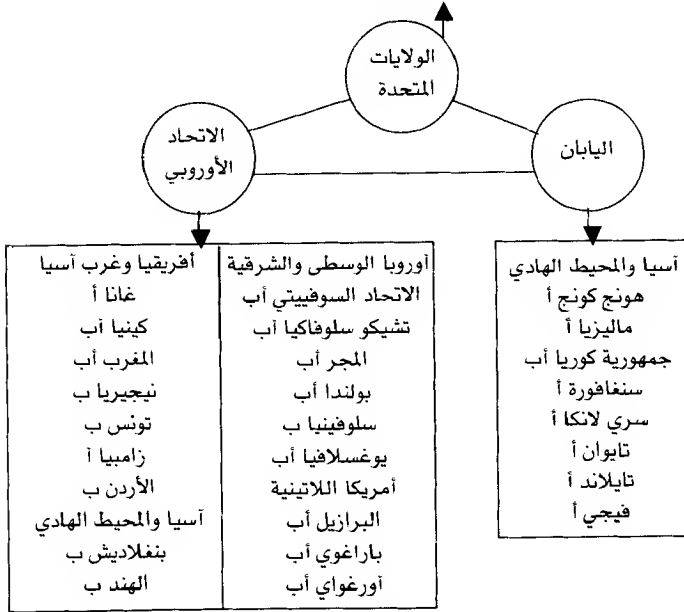 الولايات
المتحدة
الاتحاد
الأوروبي
اليابان
آسيا والمحيط الهادي
هونج كونج أ
ماليزيا أ
جمهورية كوريا أب
سنغافورة أ
سري لانكا أ
تايوان أ
تايلاند أ
فيجي أ
أوروبا الوسطى والشرقية
الاتحاد السوفييتي أب
تشيكو سلوفاكيا أب
المجر أب
بولندا أب
سلوفينيا ب
يوغسلافيا أب
أمريكا اللاتينية
البرازيل أب
باراغوي أب
أورغواي أب
أفريقيا وغرب آسيا
غانا أ
كينيا أب
المغرب أب
نيجيريا ب
تونس ب
زامبيا أ
الأردن ب
آسيا والمحيط الهادي
بنغلاديش ب
الهند ب